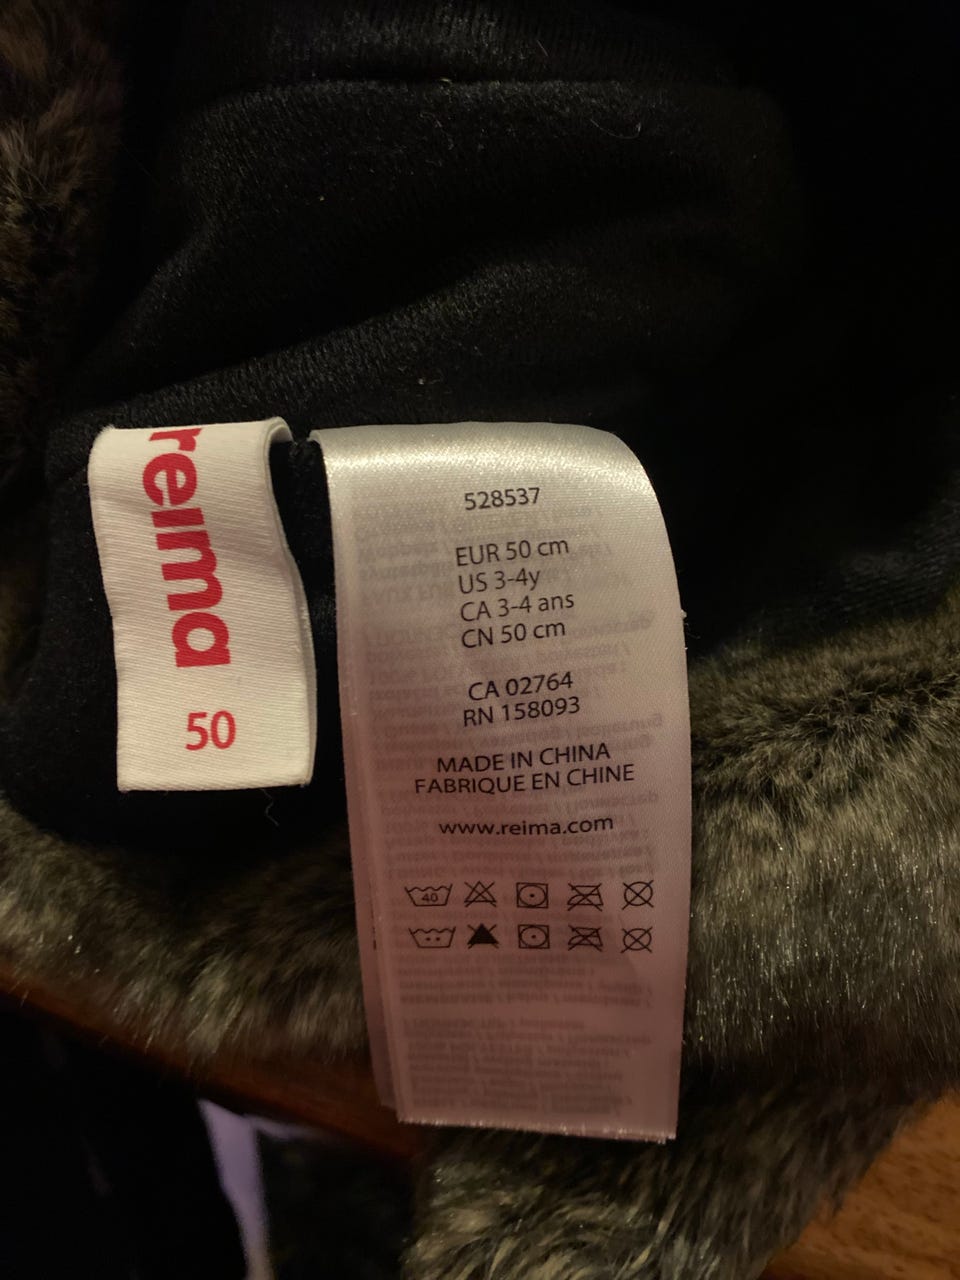 reima
50
528537
EUR 50 cm
US 3-4y
CA 3-4 ans
CN 50 cm
CA 02764
RN 158093
MADE IN CHINA
FABRIQUE EN CHINE
www.reima.com
40